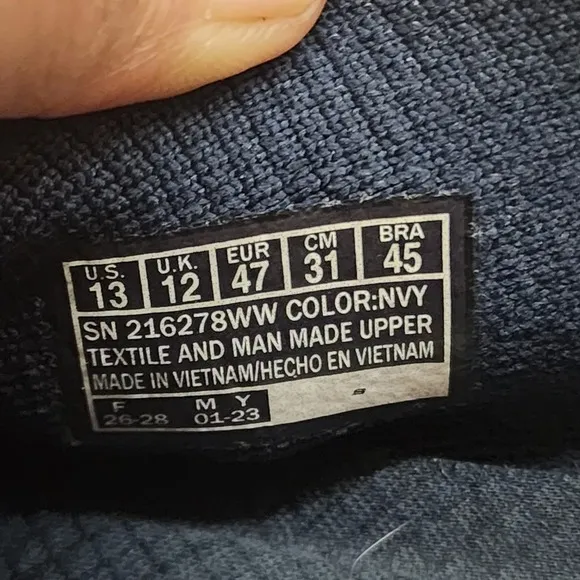 U.S. U.K. EUR CM BRA
13 12 47 31 45
SN 216278WW COLOR:NVY
TEXTILE AND MAN MADE UPPER
MADE IN VIETNAM/HECHO EN VIETNAM
F M Y
26-28 01-23